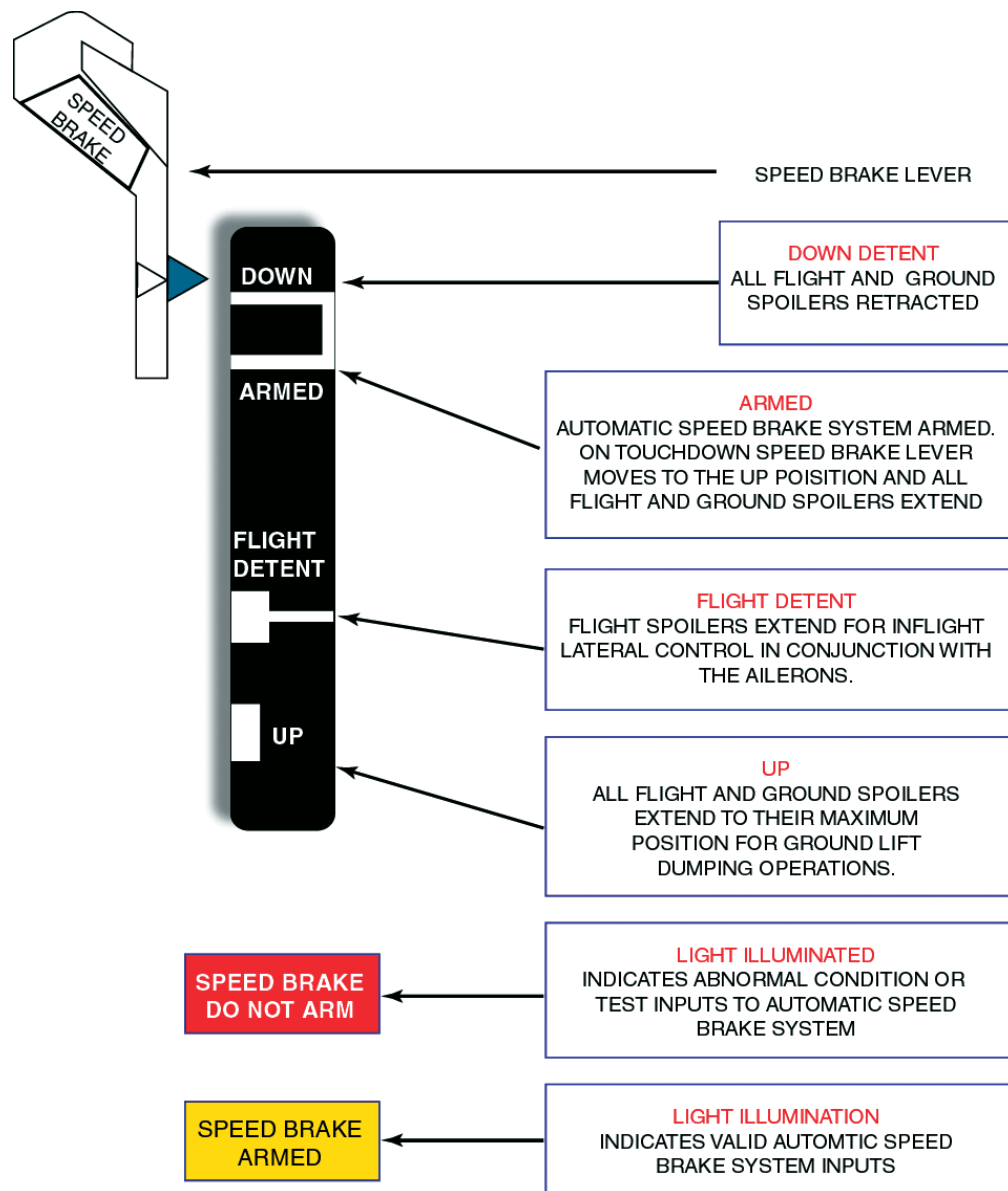 SPEED
BRAKE
SPEED BRAKE LEVER
DOWN
DOWN DETENT
ALL FLIGHT AND GROUND
SPOILERS RETRACTED
ARMED
ARMED
AUTOMATIC SPEED BRAKE SYSTEM ARMED.
ON TOUCHDOWN SPEED BRAKE LEVER
MOVES TO THE UP POISITION AND ALL
FLIGHT AND GROUND SPOILERS EXTEND
FLIGHT
DETENT
FLIGHT DETENT
FLIGHT SPOILERS EXTEND FOR INFLIGHT
LATERAL CONTROL IN CONJUNCTION WITH
THE AILERONS.
UP
UP
ALL FLIGHT AND GROUND SPOILERS
EXTEND TO THEIR MAXIMUM
POSITION FOR GROUND LIFT
DUMPING OPERATIONS.
SPEED BRAKE
DO NOT ARM
LIGHT ILLUMINATED
INDICATES ABNORMAL CONDITION OR
TEST INPUTS TO AUTOMATIC SPEED
BRAKE SYSTEM
SPEED BRAKE
ARMED
LIGHT ILLUMINATION
INDICATES VALID AUTOMTIC SPEED
BRAKE SYSTEM INPUTS